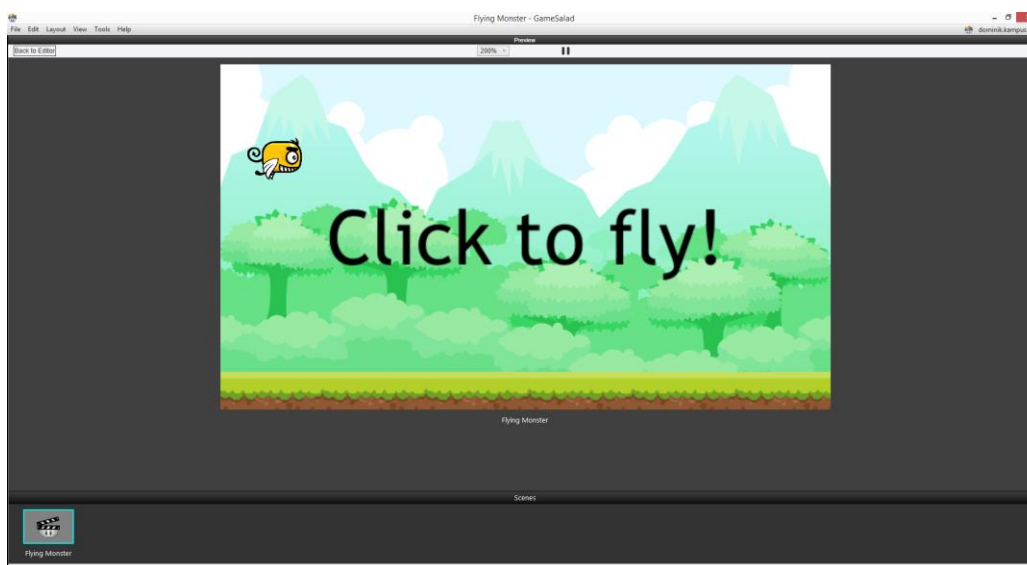 Flying Monster - GameSalad
File Edit Layout View Tools Help
dominik.kampus
Preview
Back to Editor
200%
Click to fly!
Flying Monster
Scenes
Flying Monster